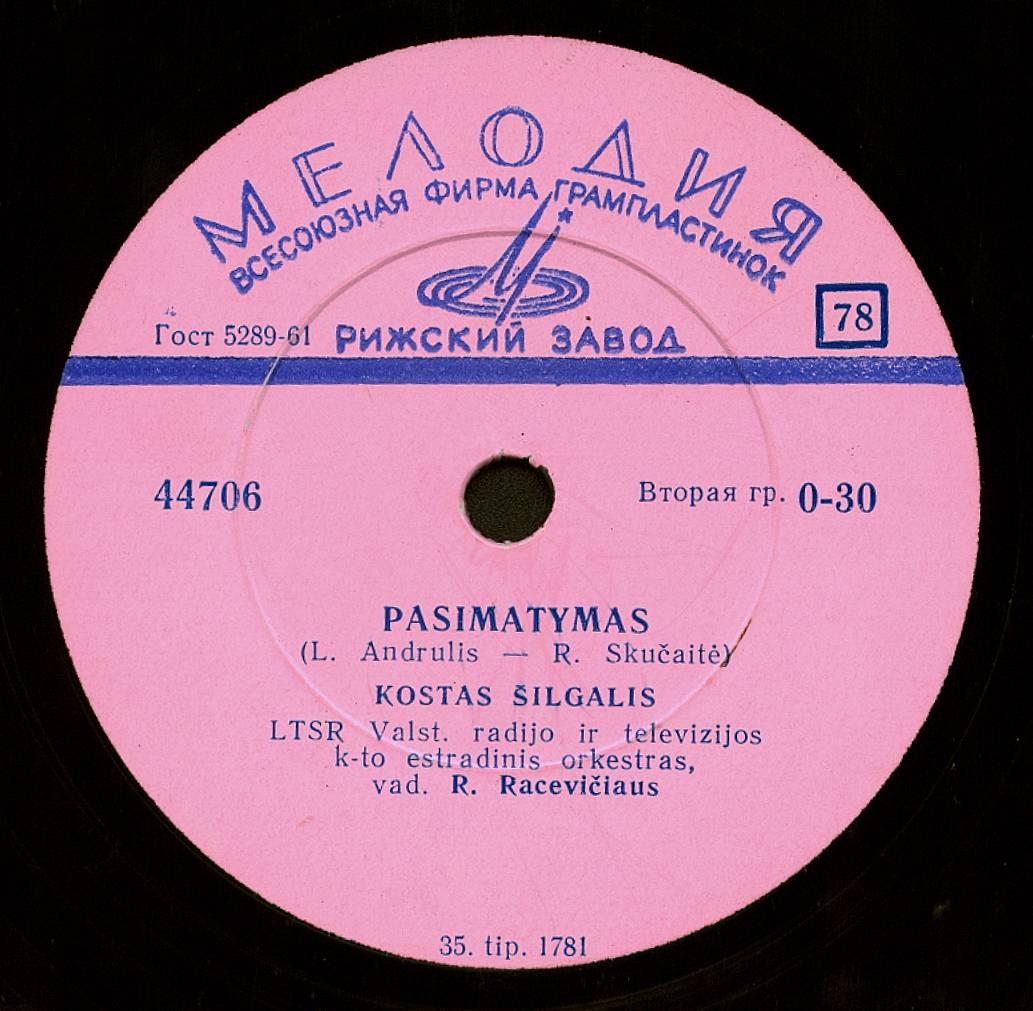 МЕЛОДИЯ
ВСЕСОЮЗНАЯ ФИРМА ГРАМПЛАСТИНОК
Гост 5289-61
РИЖСКИЙ ЗАВОД
78
44706
Вторая гр. 0-30
PASIMATYMAS
(L. Andrulis — R. Skučaitė)
KOSTAS ŠILGALIS
LTSR Valst. radijo ir televizijos
k-to estradinis orkestras,
vad. R. Racevičiaus
35. tip. 1781